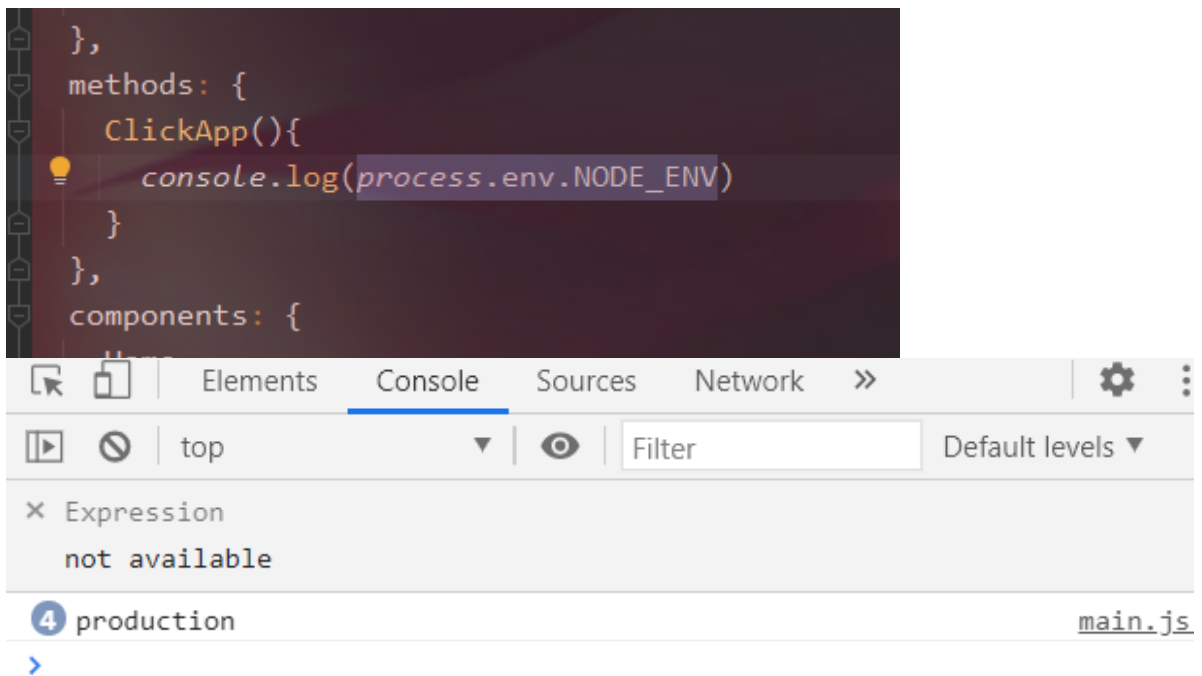 },
methods: {
ClickApp(){
console.log(process.env.NODE_ENV)
}
},
components: {
Elements Console Sources Network »
top ▼ Filter Default levels ▼
× Expression
not available
4 production main.js
>